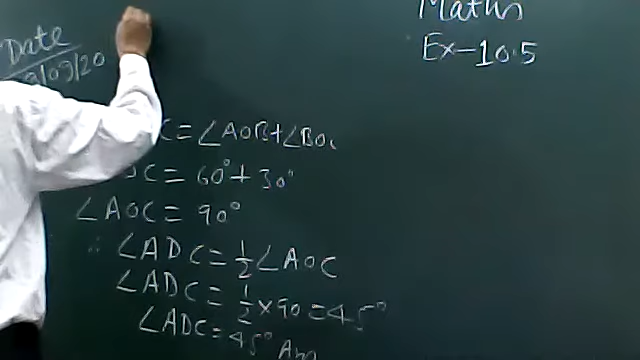 Maths
Ex-10.5
Date
/09/20
C = ∠AOB+∠BOC
C = 60°+30°
∠AOC = 90°
∴ ∠ADC = 1/2 ∠AOC
∠ADC = 1/2 × 90 = 45°
∠ADC = 45° Ans